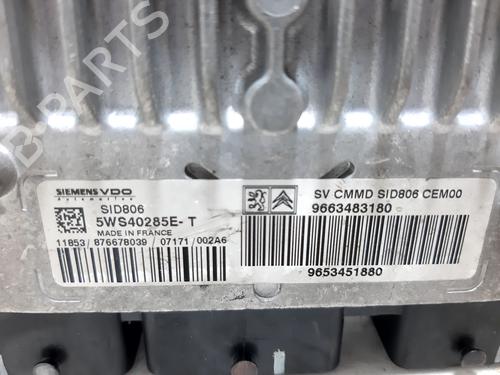 B-PARTS
SIEMENS VDO
Automotive
SID806
5WS40285E- T
MADE IN FRANCE
11853 / 876678039 / 07171 / 002A6
SV CMMD SID806 CEM00
9663483180
9653451880